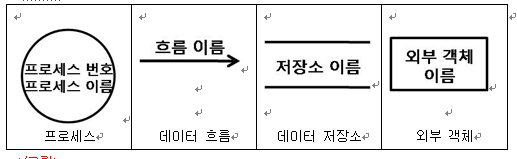 프로세스 번호
프로세스 이름
흐름 이름
저장소 이름
외부 객체
이름
프로세스
데이터 흐름
데이터 저장소
외부 객체